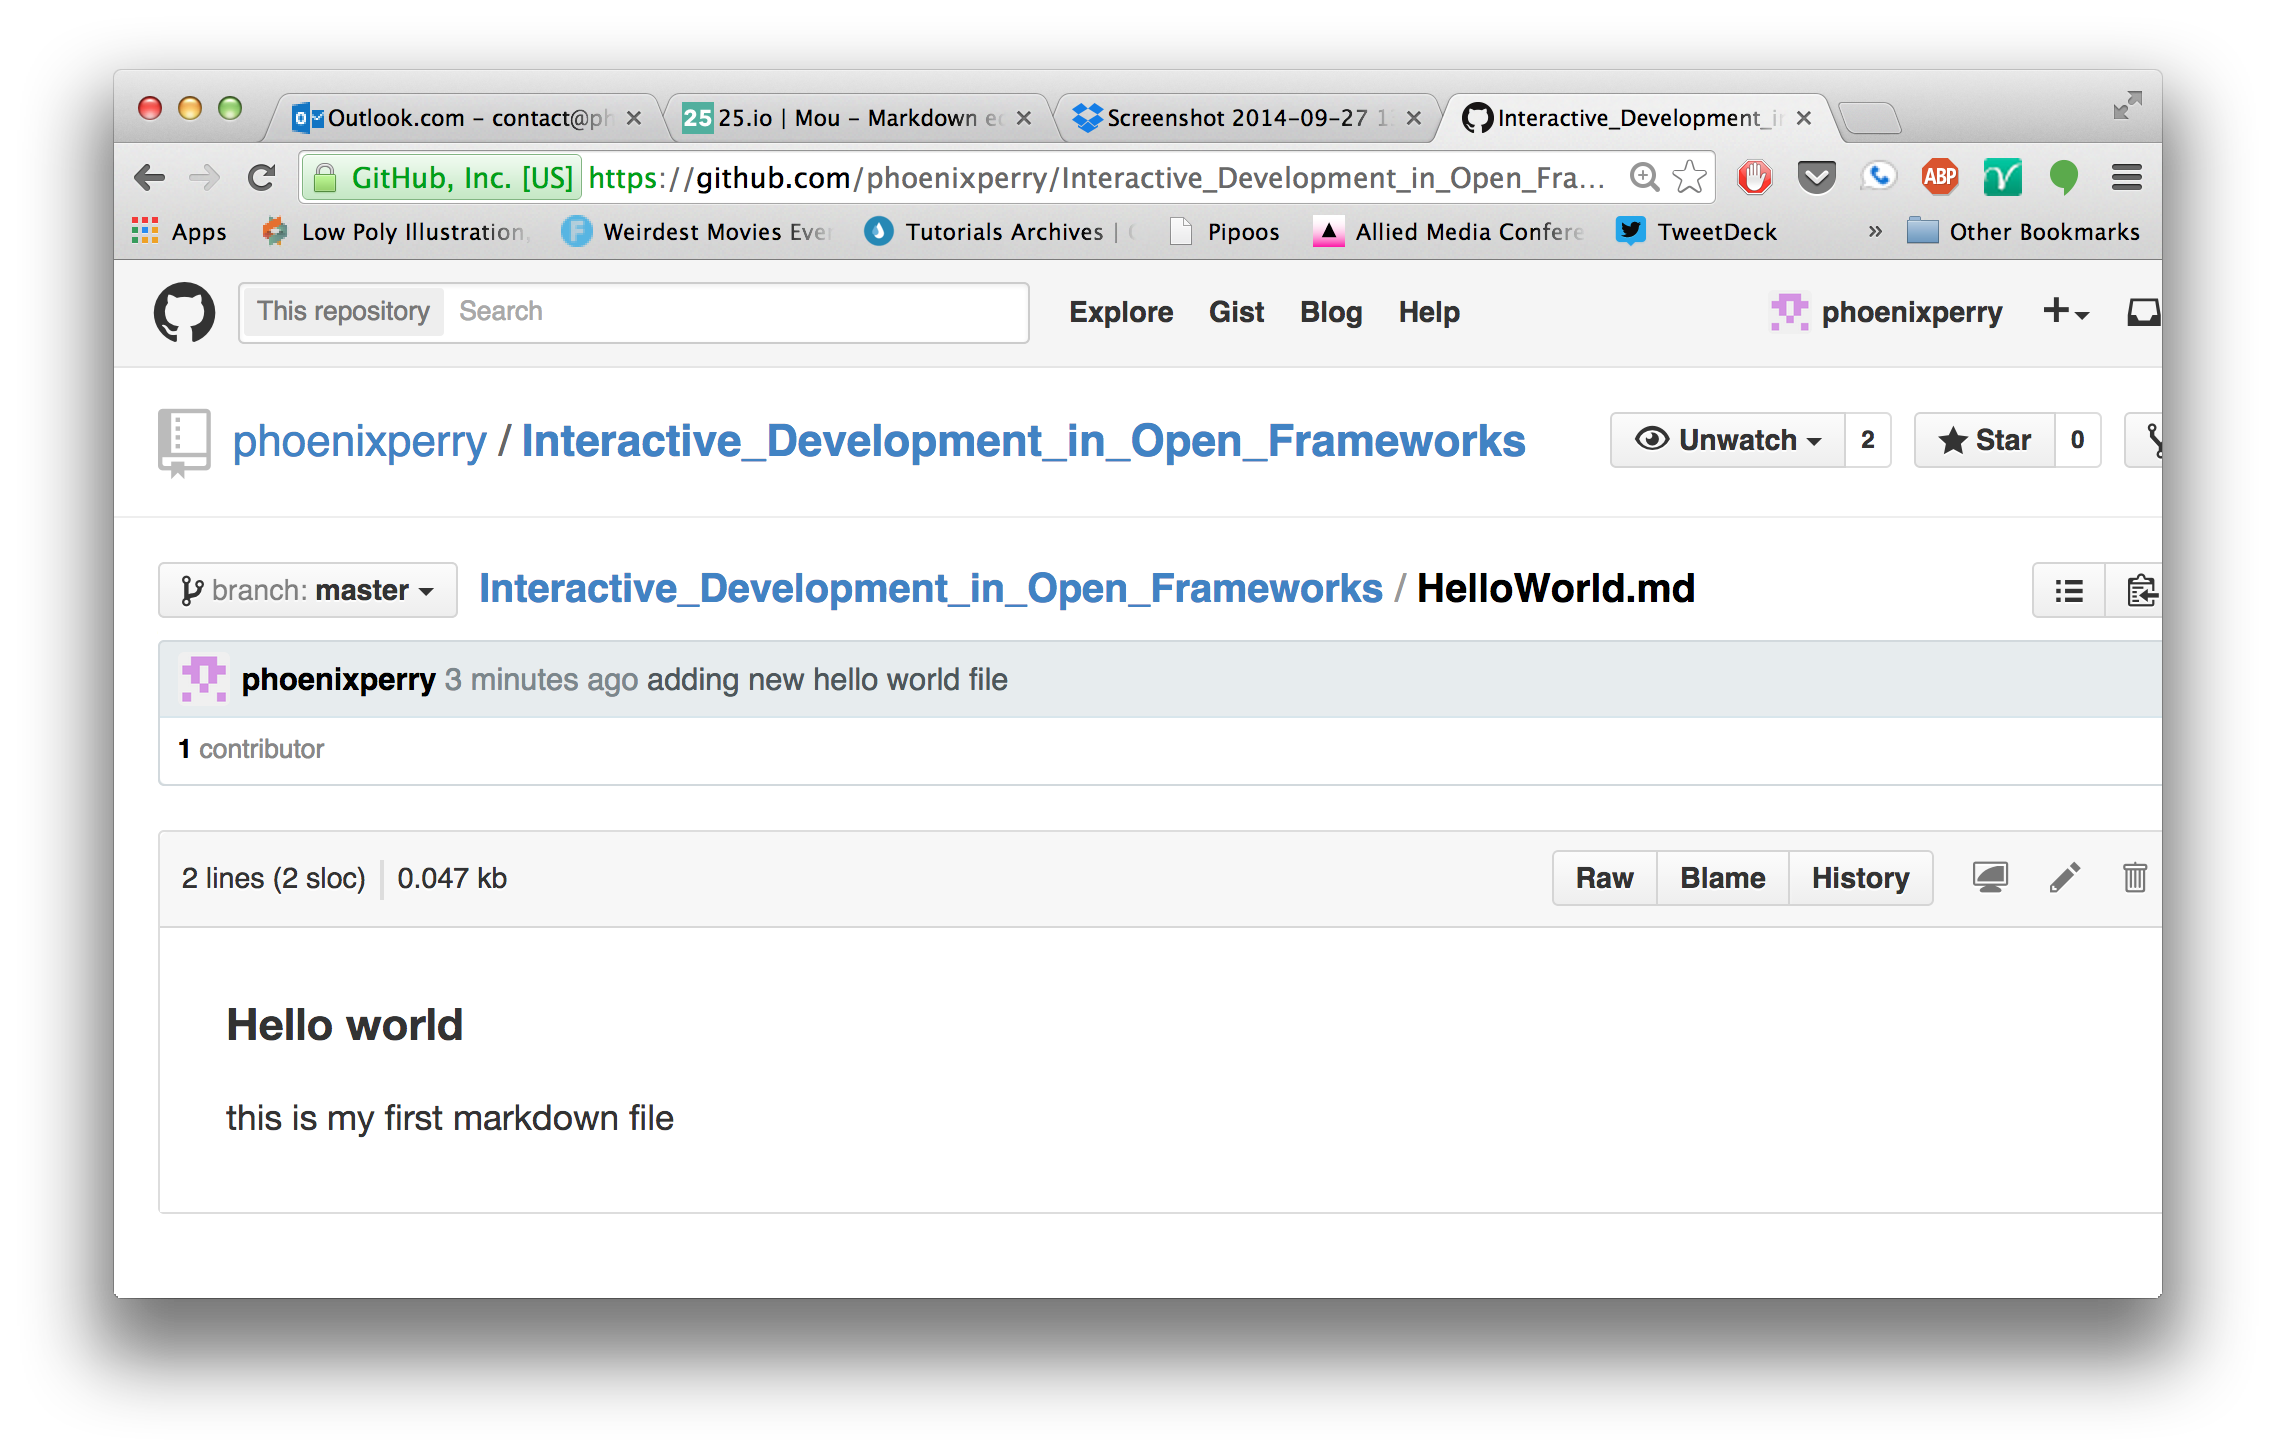 Outlook.com – contact@ph
25 25.io | Mou – Markdown ed
Screenshot 2014-09-27 1
Interactive_Development_i
GitHub, Inc. [US] https://github.com/phoenixperry/Interactive_Development_in_Open_Fra...
ABP
Apps Low Poly Illustration, Weirdest Movies Ever Tutorials Archives | Pipoos Allied Media Confere TweetDeck » Other Bookmarks
This repository Search Explore Gist Blog Help phoenixperry
phoenixperry / Interactive_Development_in_Open_Frameworks Unwatch 2 Star 0
branch: master Interactive_Development_in_Open_Frameworks / HelloWorld.md
phoenixperry 3 minutes ago adding new hello world file
1 contributor
2 lines (2 sloc) 0.047 kb Raw Blame History
Hello world
this is my first markdown file